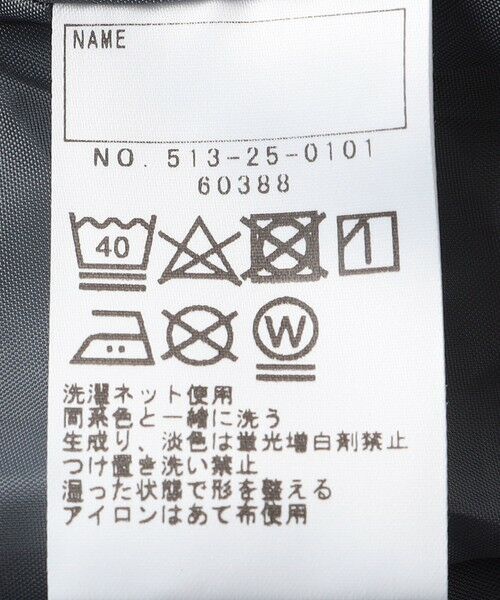 NAME
NO. 513-25-0101
60388
40
W
洗濯ネット使用
同系色と一緒に洗う
生成り、淡色は蛍光増白剤禁止
つけ置き洗い禁止
湿った状態で形を整える
アイロンはあて布使用